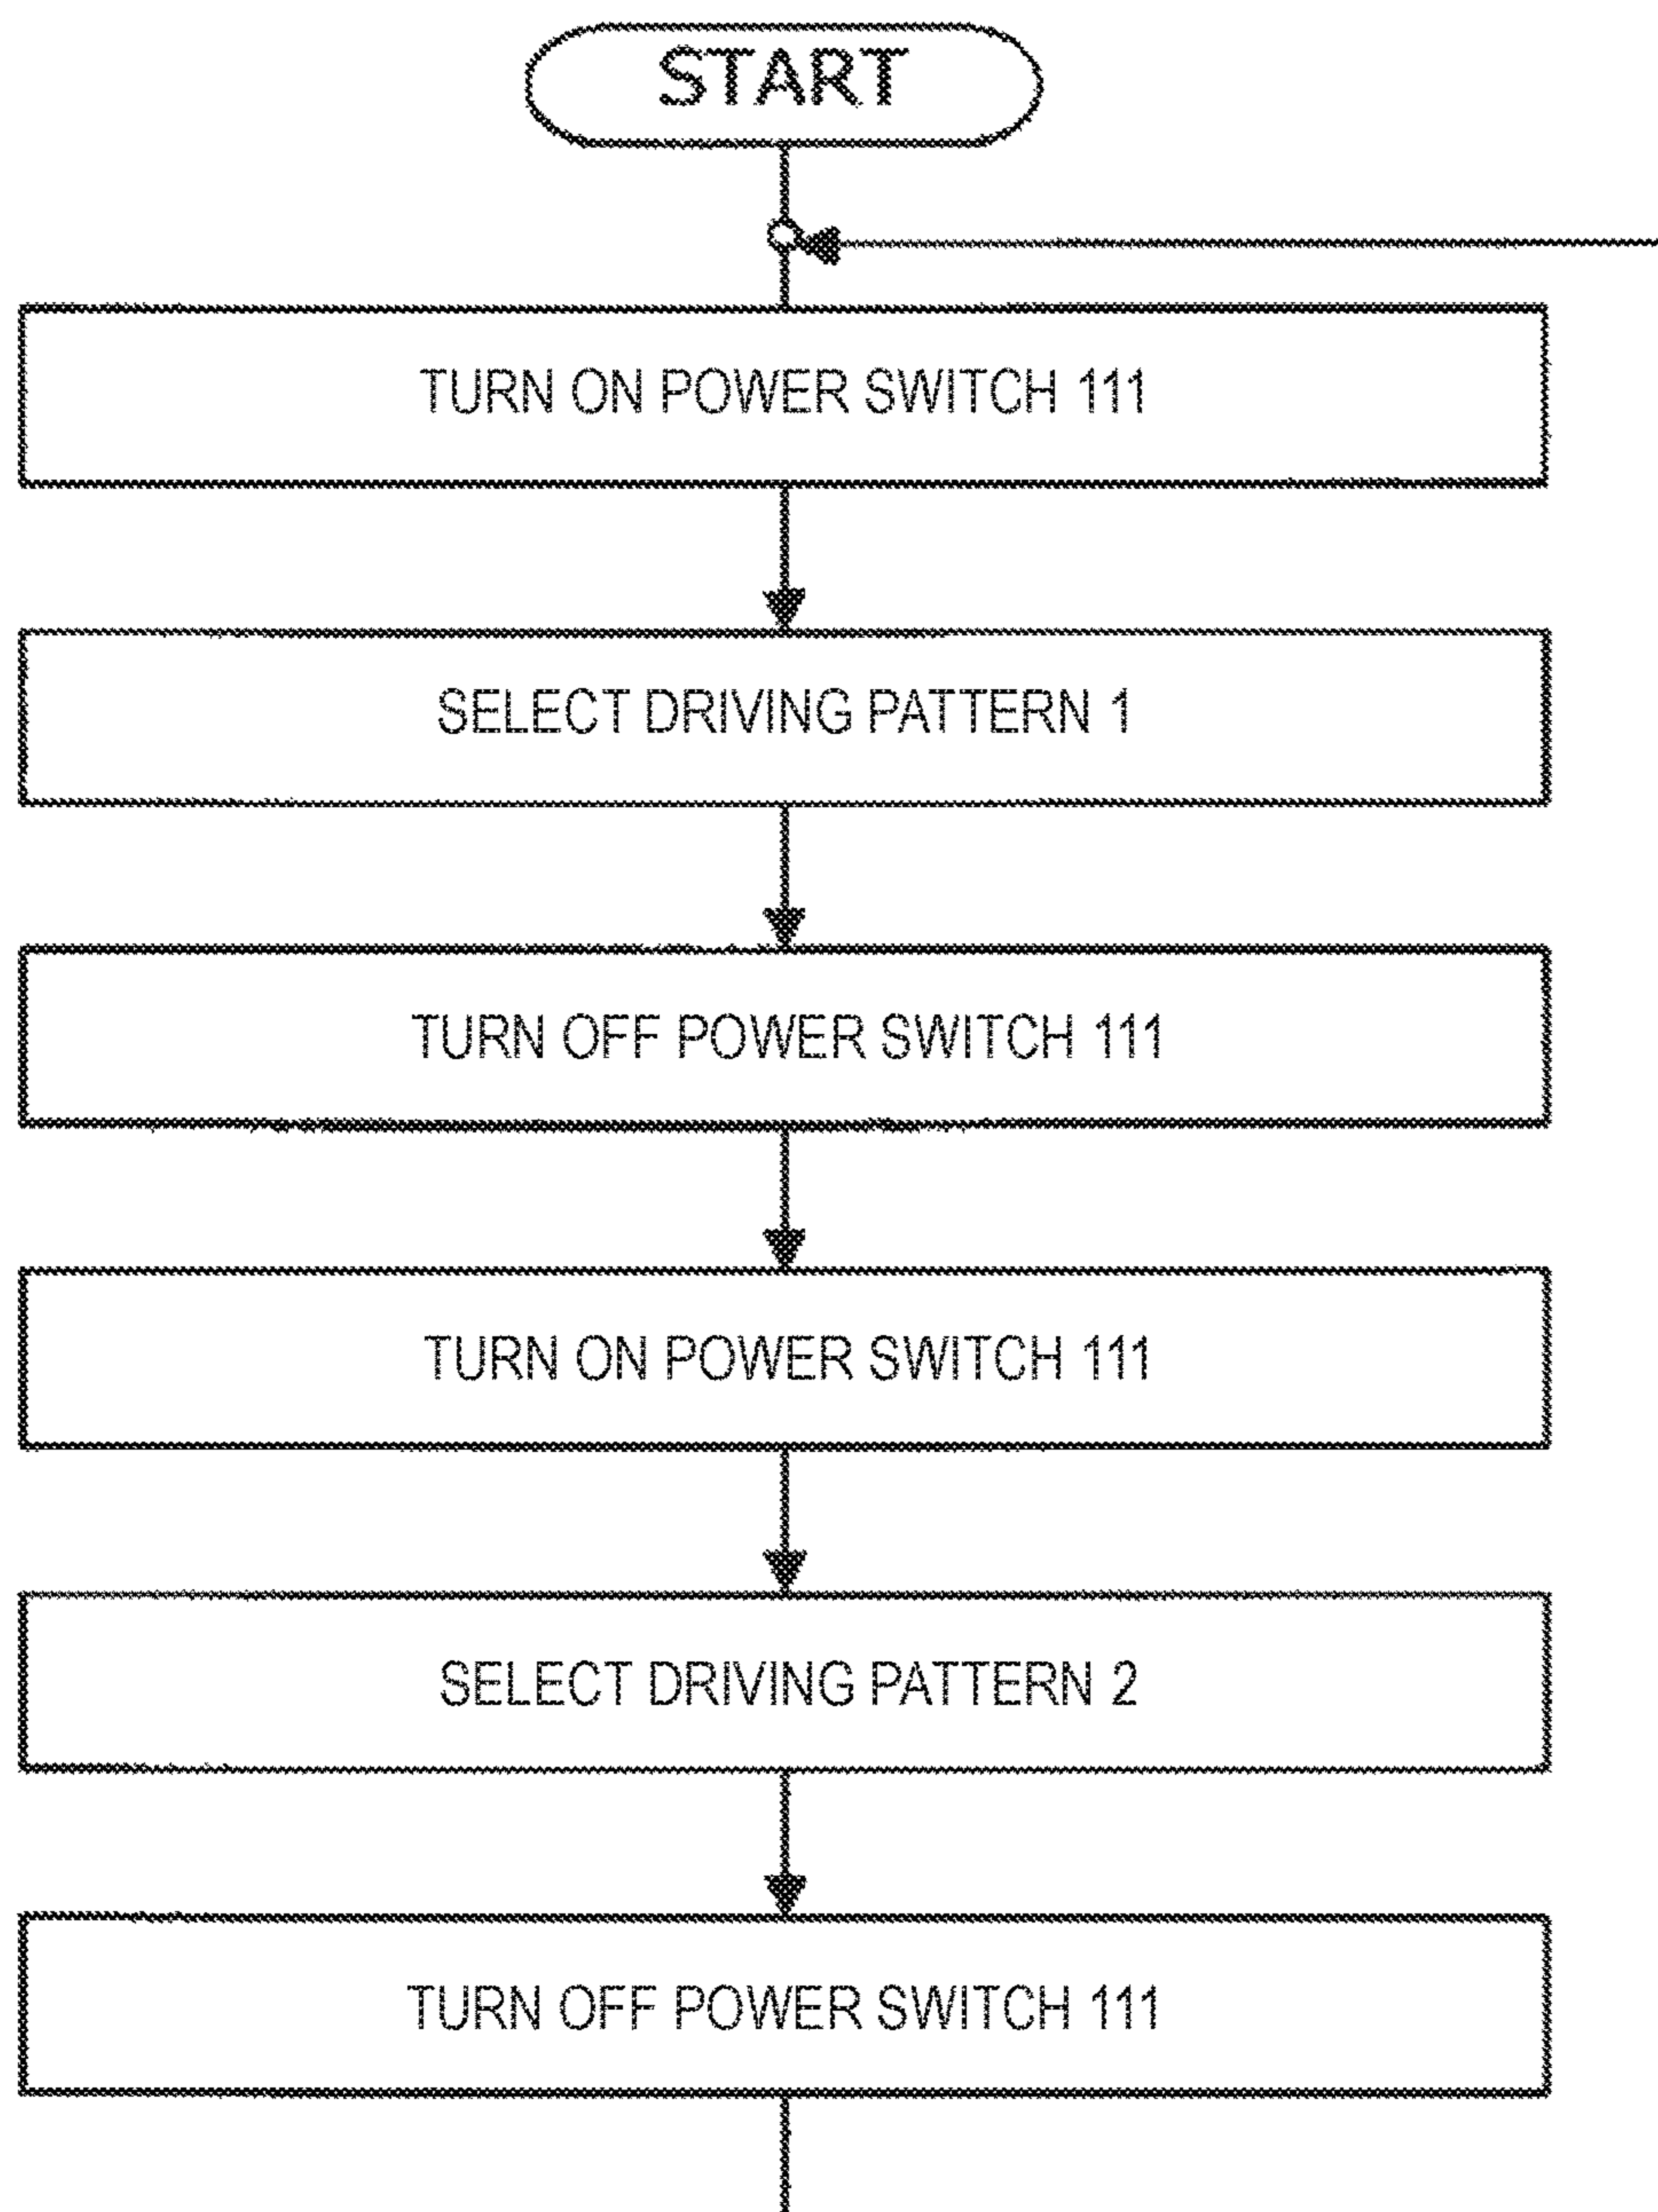 START
TURN ON POWER SWITCH 111
SELECT DRIVING PATTERN 1
TURN OFF POWER SWITCH 111
TURN ON POWER SWITCH 111
SELECT DRIVING PATTERN 2
TURN OFF POWER SWITCH 111